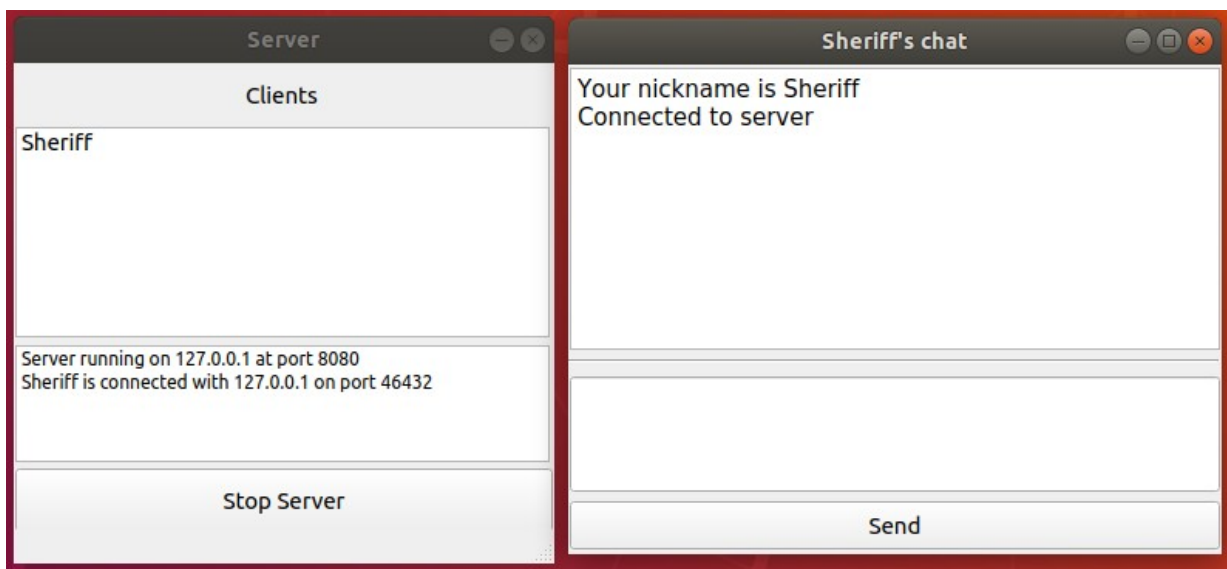 Server
Clients
Sheriff
Server running on 127.0.0.1 at port 8080
Sheriff is connected with 127.0.0.1 on port 46432
Stop Server
Sheriff's chat
Your nickname is Sheriff
Connected to server
Send